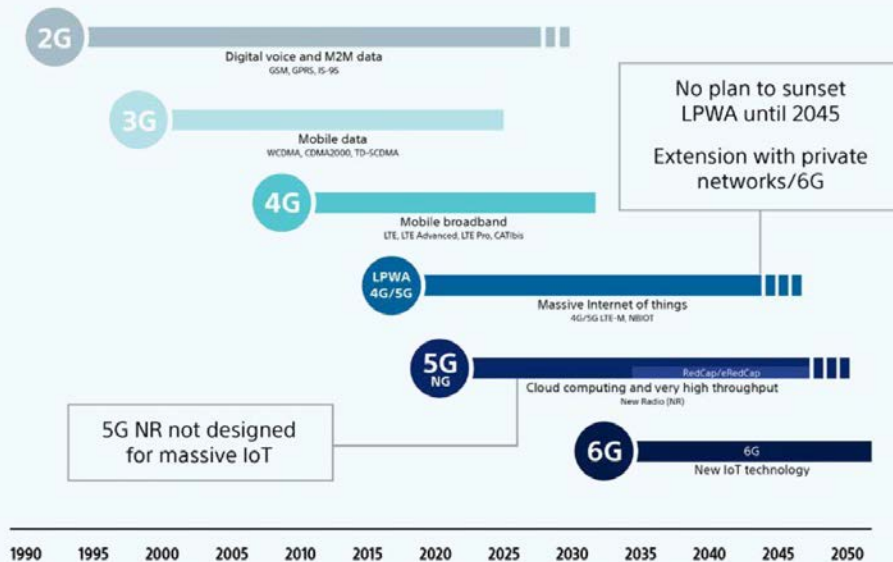 2G
Digital voice and M2M data
GSM, GPRS, IS-95
No plan to sunset
LPWA until 2045
Extension with private
networks/6G
3G
Mobile data
WCDMA, CDMA2000, TD-SCDMA
4G
Mobile broadband
LTE, LTE Advanced, LTE Pro, CAT1bis
LPWA
4G/5G
Massive Internet of things
4G/5G LTE-M, NBIOT
5G
NG
RedCap/eRedCap
Cloud computing and very high throughput
New Radio (NR)
5G NR not designed
for massive IoT
6G
6G
New IoT technology
1990 1995 2000 2005 2010 2015 2020 2025 2030 2035 2040 2045 2050